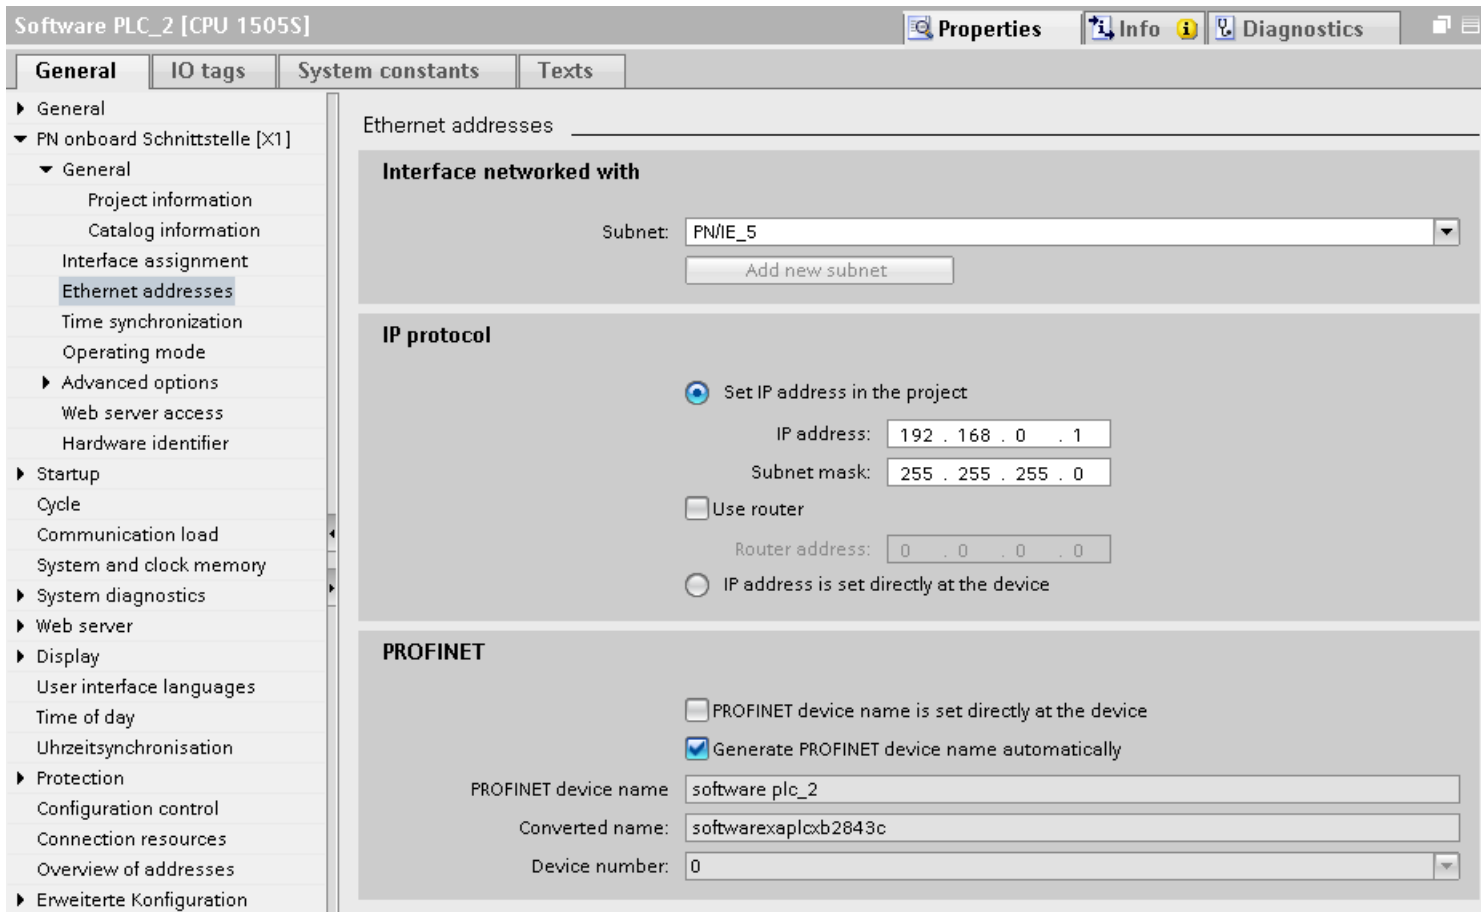 Software PLC_2 [CPU 1505S]
Properties
Info
Diagnostics
General
IO tags
System constants
Texts
General
PN onboard Schnittstelle [X1]
General
Project information
Catalog information
Interface assignment
Ethernet addresses
Time synchronization
Operating mode
Advanced options
Web server access
Hardware identifier
Startup
Cycle
Communication load
System and clock memory
System diagnostics
Web server
Display
User interface languages
Time of day
Uhrzeitsynchronisation
Protection
Configuration control
Connection resources
Overview of addresses
Erweiterte Konfiguration
Ethernet addresses
Interface networked with
Subnet: PN/IE_5
Add new subnet
IP protocol
Set IP address in the project
IP address: 192 . 168 . 0 . 1
Subnet mask: 255 . 255 . 255 . 0
Use router
Router address: 0 . 0 . 0 . 0
IP address is set directly at the device
PROFINET
PROFINET device name is set directly at the device
Generate PROFINET device name automatically
PROFINET device name software plc_2
Converted name: softwarexaplcxb2843c
Device number: 0